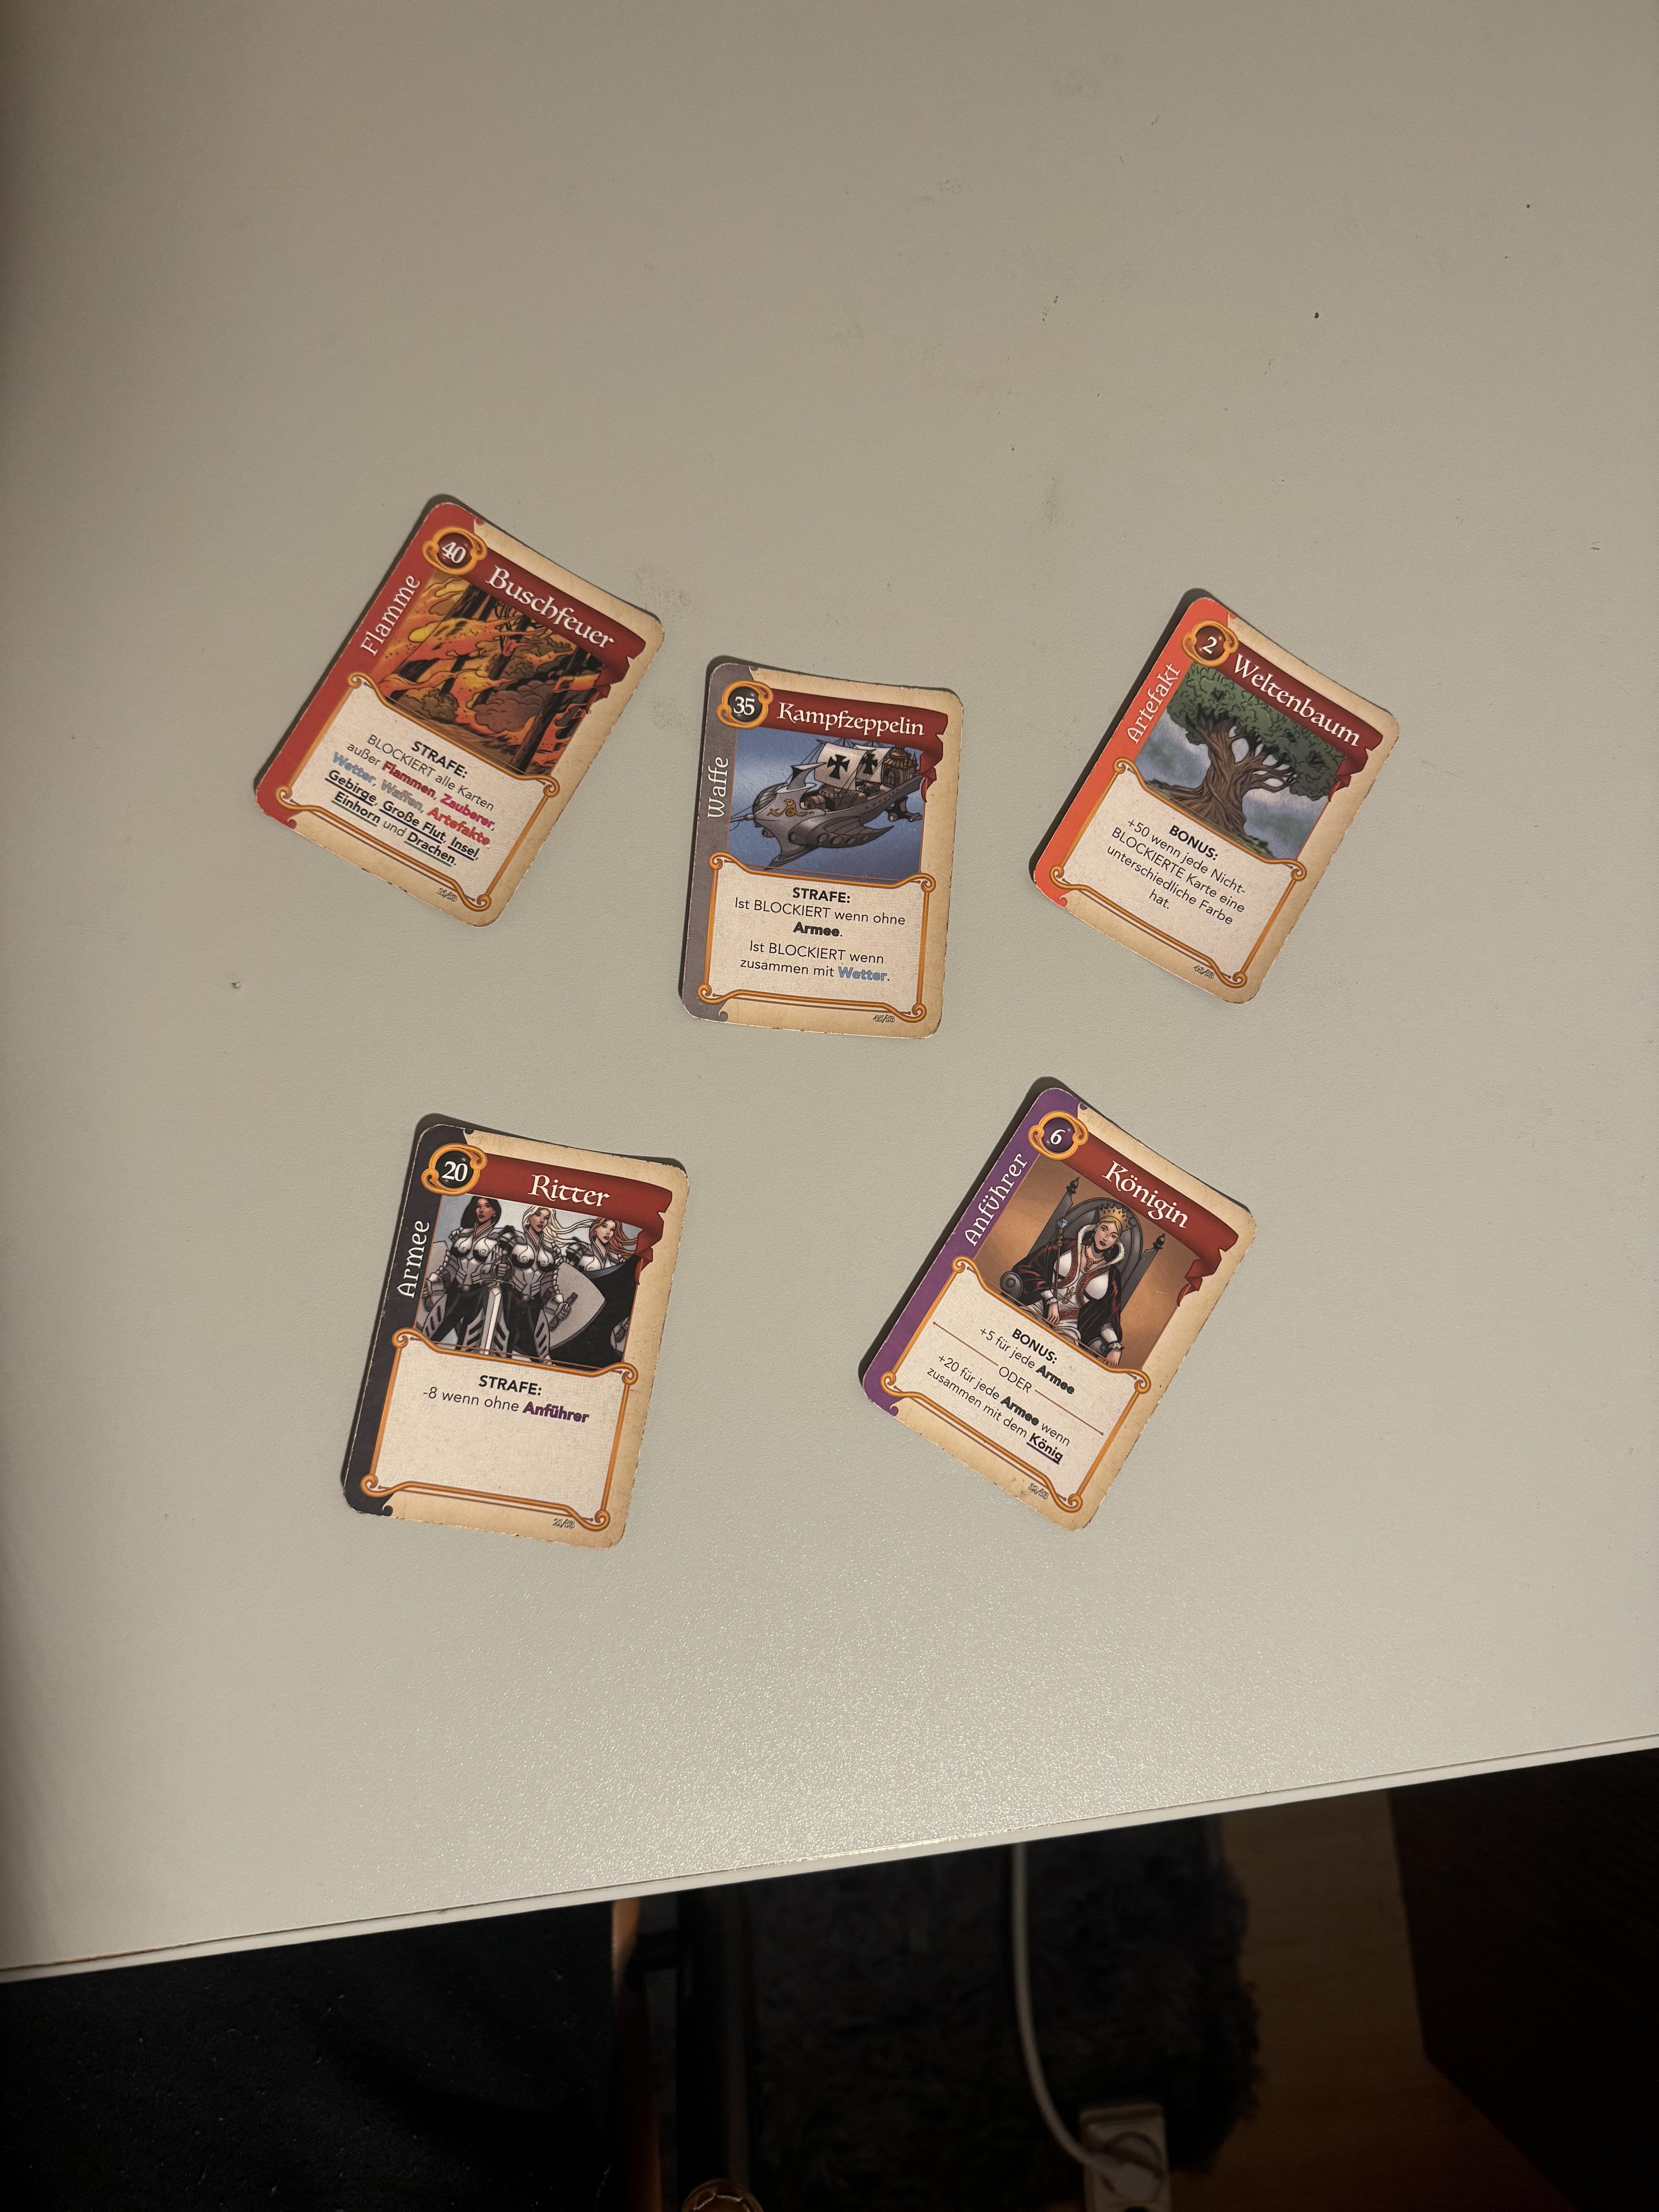 Flamme
40
Buschfeuer
STRAFE:
BLOCKIERT alle Karten
außer Flammen, Zauberer,
Wetter, Waffen, Artefakte
Gebirge, Große Flut, Insel,
Einhorn und Drachen.
Waffe
35
Kampfzeppelin
STRAFE:
Ist BLOCKIERT wenn ohne
Armee.
Ist BLOCKIERT wenn
zusammen mit Wetter.
Artefakt
2
Weltenbaum
BONUS:
+50 wenn jede Nicht-
BLOCKIERTE Karte eine
unterschiedliche Farbe
hat.
Armee
20
Ritter
STRAFE:
-8 wenn ohne Anführer
Anführer
6
Königin
BONUS:
+5 für jede Armee
ODER
+20 für jede Armee wenn
zusammen mit dem König